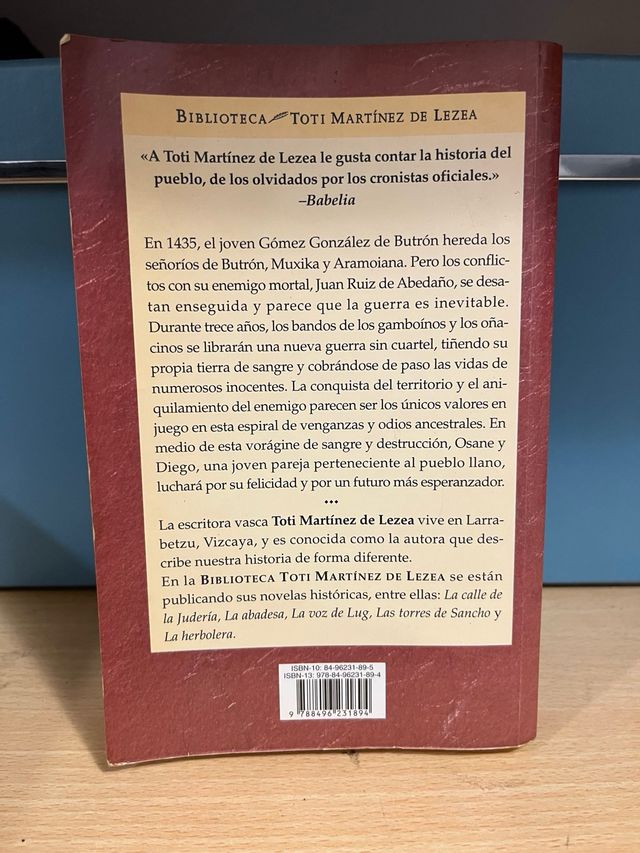 BIBLIOTECA TOTI MARTÍNEZ DE LEZEA
«A Toti Martínez de Lezea le gusta contar la historia del
pueblo, de los olvidados por los cronistas oficiales.»
–Babelia
En 1435, el joven Gómez González de Butrón hereda los
señoríos de Butrón, Muxika y Aramoiana. Pero los conflic-
tos con su enemigo mortal, Juan Ruiz de Abedaño, se desa-
tan enseguida y parece que la guerra es inevitable.
Durante trece años, los bandos de los gamboínos y los oña-
cinos se librarán una nueva guerra sin cuartel, tiñendo su
propia tierra de sangre y cobrándose de paso las vidas de
numerosos inocentes. La conquista del territorio y el ani-
quilamiento del enemigo parecen ser los únicos valores en
juego en esta espiral de venganzas y odios ancestrales. En
medio de esta vorágine de sangre y destrucción, Osane y
Diego, una joven pareja perteneciente al pueblo llano,
luchará por su felicidad y por un futuro más esperanzador.
•••
La escritora vasca Toti Martínez de Lezea vive en Larra-
betzu, Vizcaya, y es conocida como la autora que des-
cribe nuestra historia de forma diferente.
En la BIBLIOTECA TOTI MARTÍNEZ DE LEZEA se están
publicando sus novelas históricas, entre ellas: La calle de
la Judería, La abadesa, La voz de Lug, Las torres de Sancho y
La herbolera.
ISBN-10: 84-96231-89-5
ISBN-13: 978-84-96231-89-4
9 788496 231894